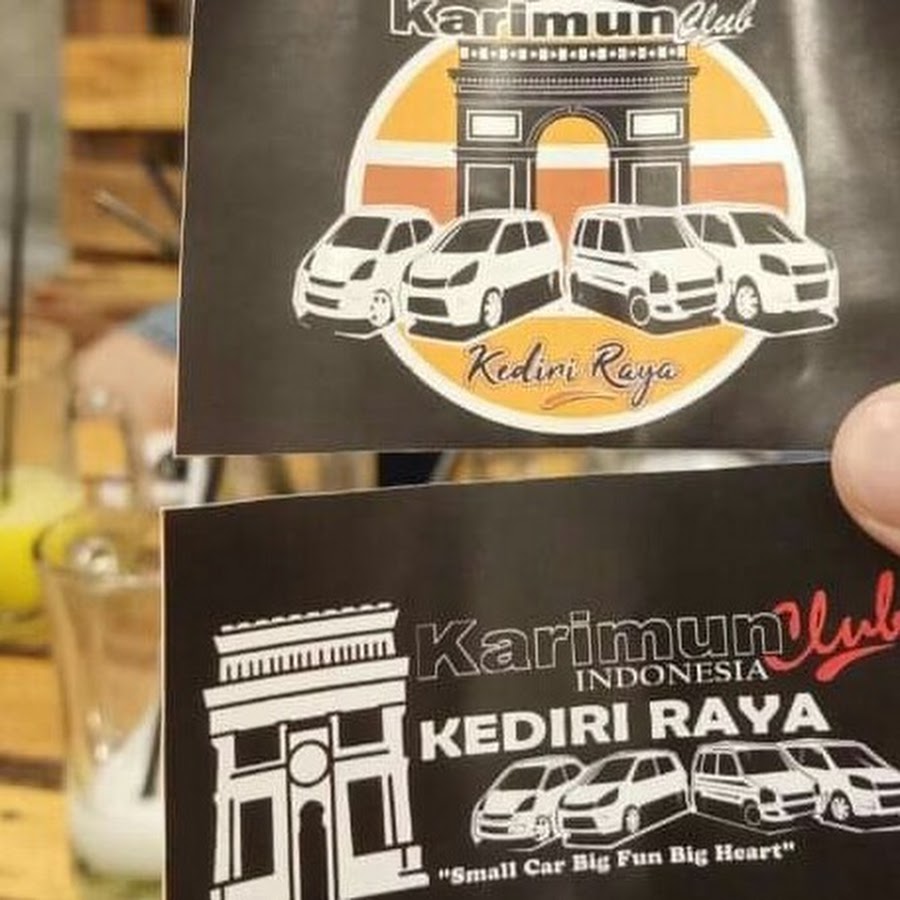 Karimun Club
Kediri Raya
Karimun Club
INDONESIA
KEDIRI RAYA
"Small Car Big Fun Big Heart"